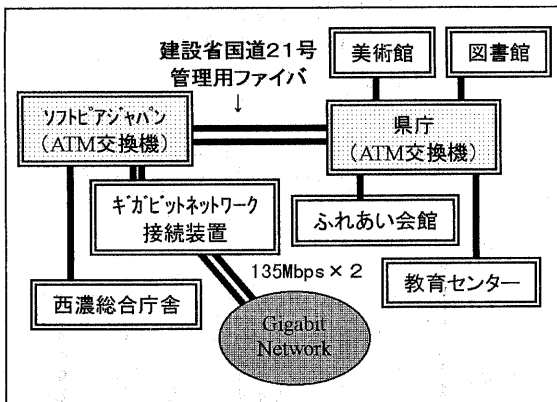 建設省国道21号
管理用ファイバ
↓
美術館
図書館
ソフトピアジャパン
(ATM交換機)
県庁
(ATM交換機)
ギガビットネットワーク
接続装置
ふれあい会館
135Mbps×2
西濃総合庁舎
教育センター
Gigabit
Network